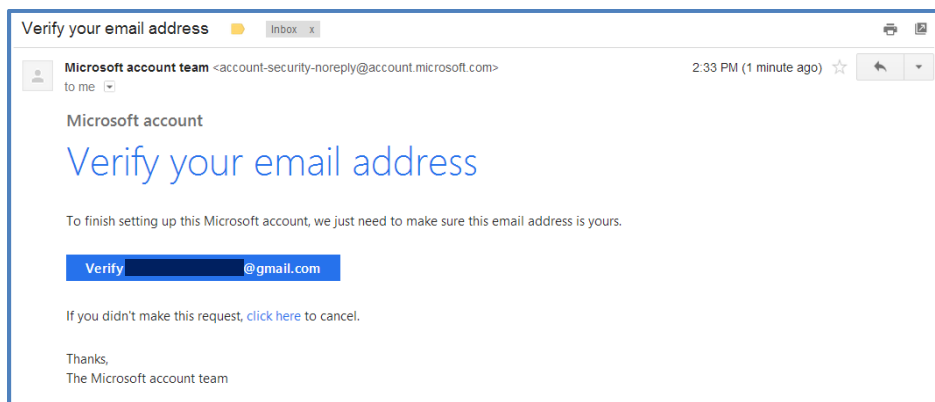 Verify your email address Inbox x
Microsoft account team <account-security-noreply@account.microsoft.com> 2:33 PM (1 minute ago)
to me
Microsoft account
Verify your email address
To finish setting up this Microsoft account, we just need to make sure this email address is yours.
Verify @gmail.com
If you didn't make this request, click here to cancel.
Thanks,
The Microsoft account team